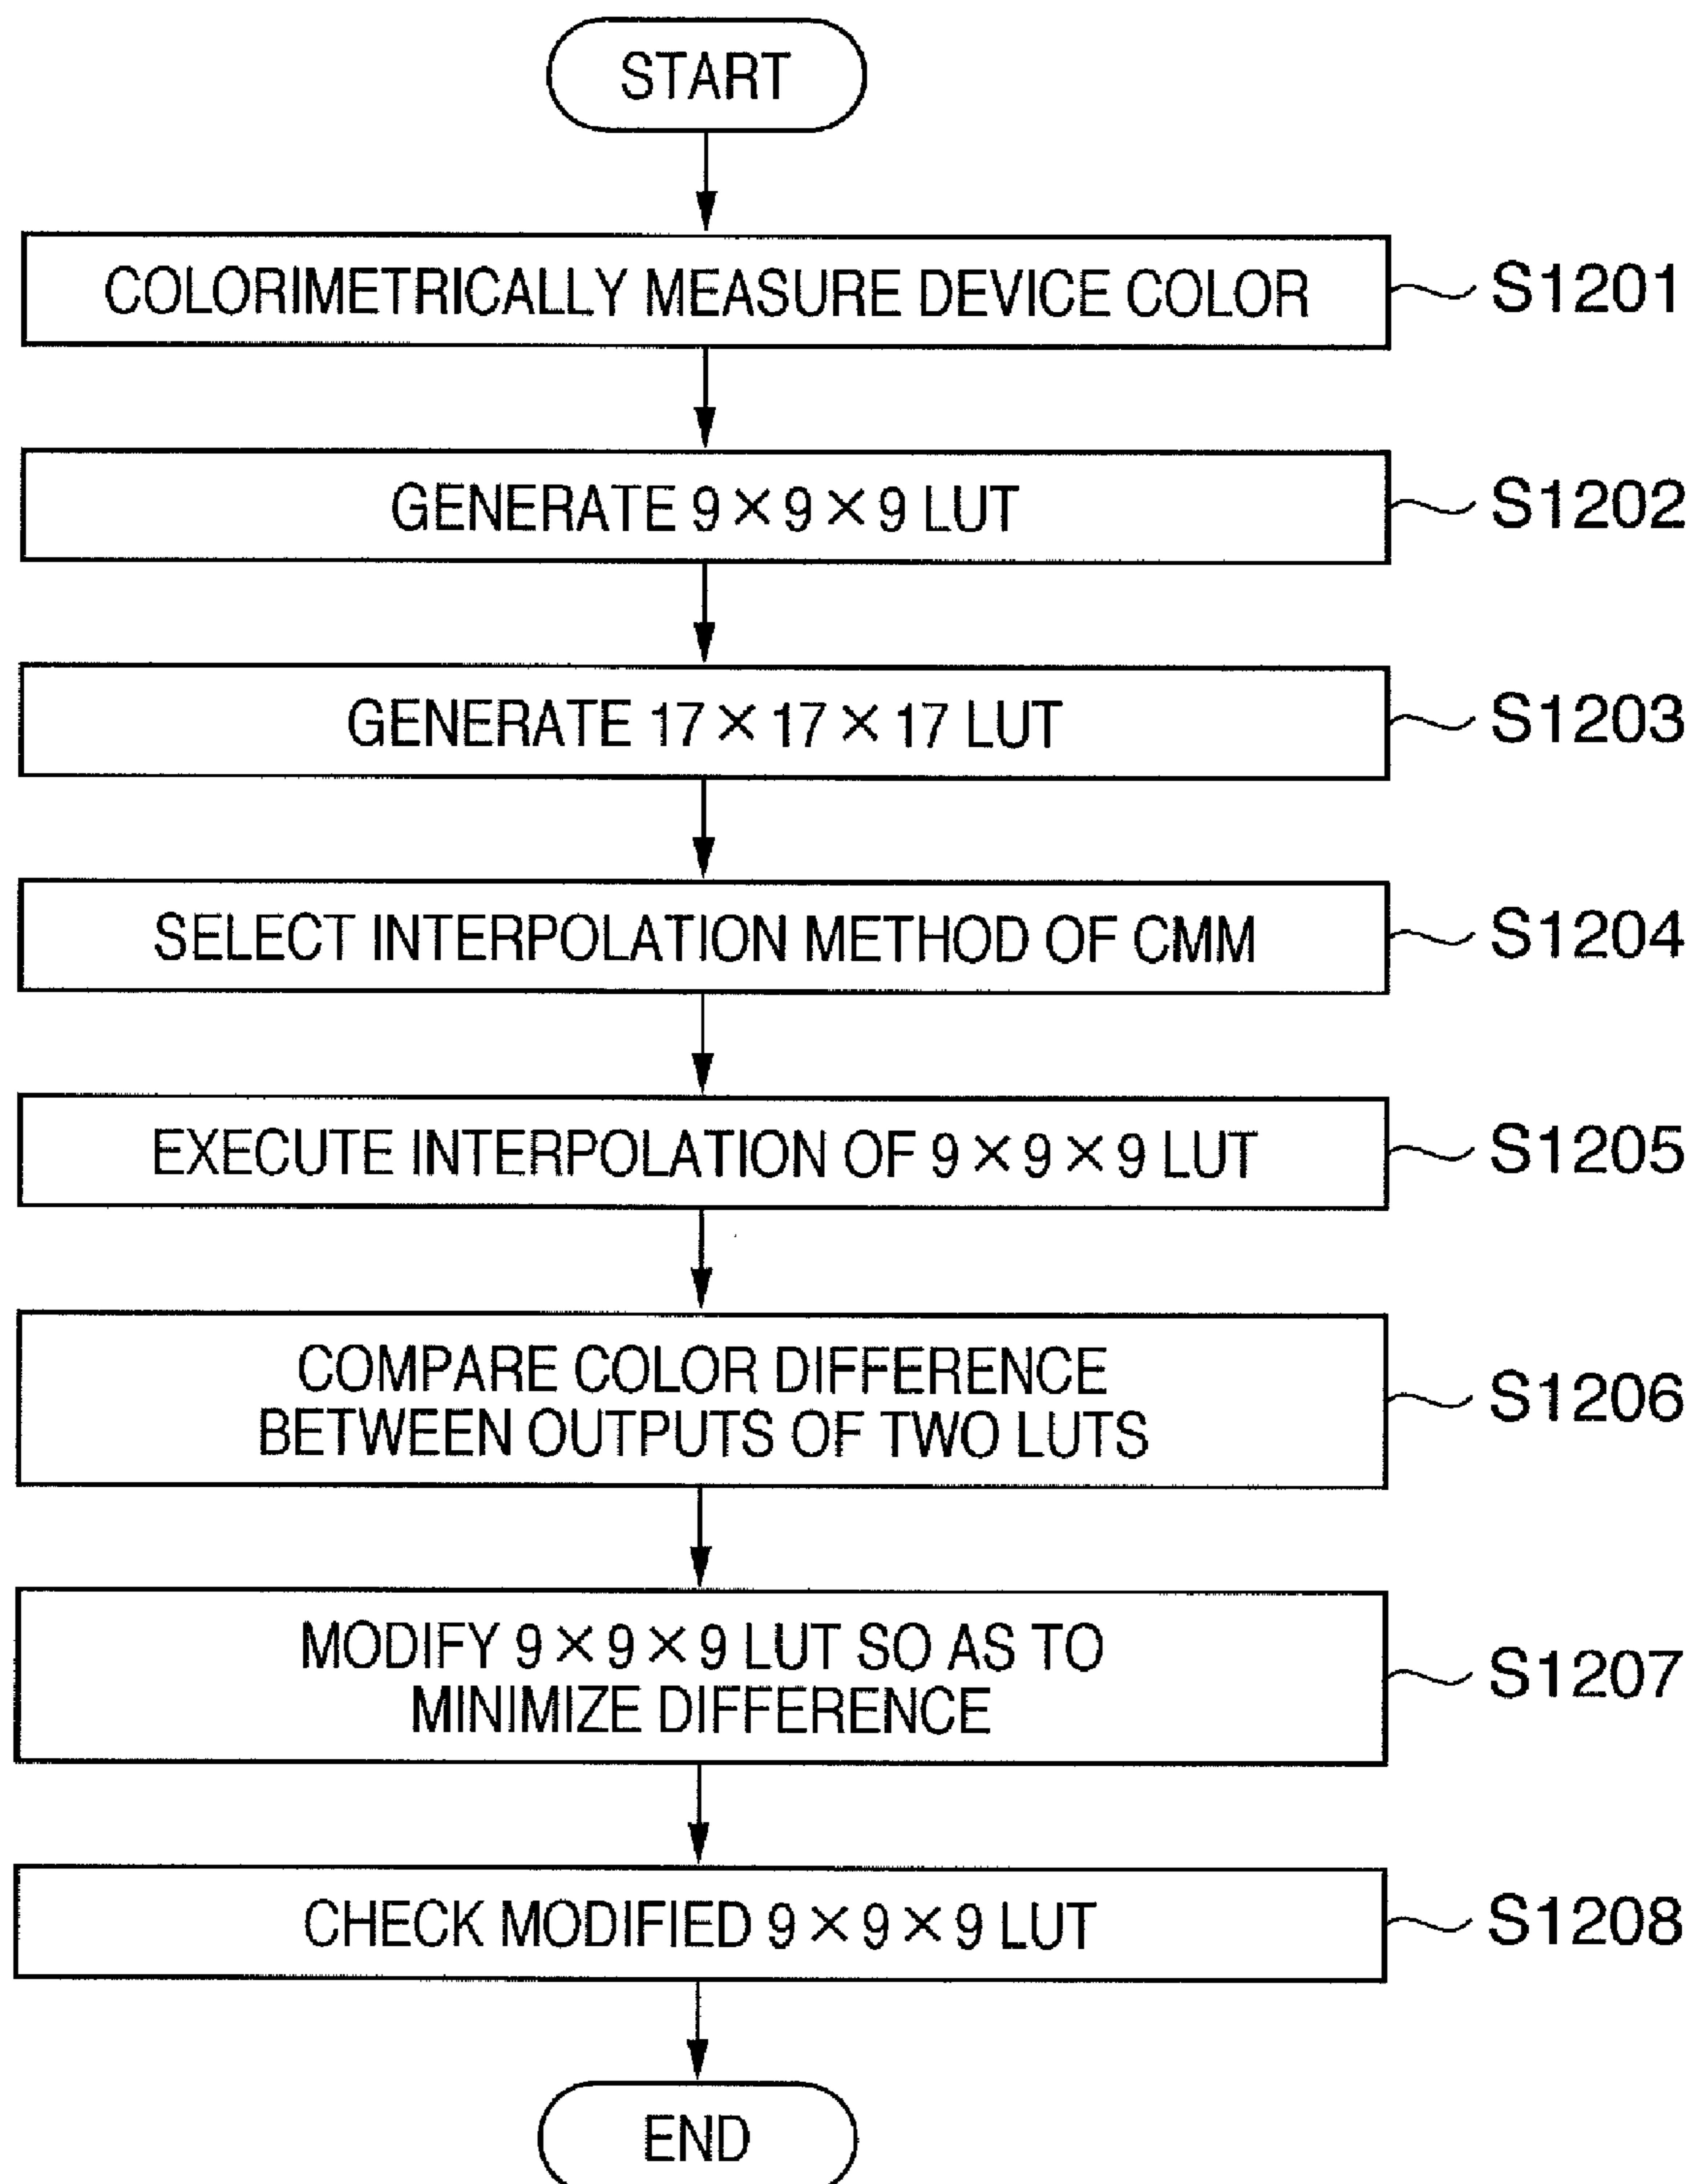 START
COLORIMETRICALLY MEASURE DEVICE COLOR
S1201
GENERATE 9×9×9 LUT
S1202
GENERATE 17×17×17 LUT
S1203
SELECT INTERPOLATION METHOD OF CMM
S1204
EXECUTE INTERPOLATION OF 9×9×9 LUT
S1205
COMPARE COLOR DIFFERENCE
BETWEEN OUTPUTS OF TWO LUTS
S1206
MODIFY 9×9×9 LUT SO AS TO
MINIMIZE DIFFERENCE
S1207
CHECK MODIFIED 9×9×9 LUT
S1208
END